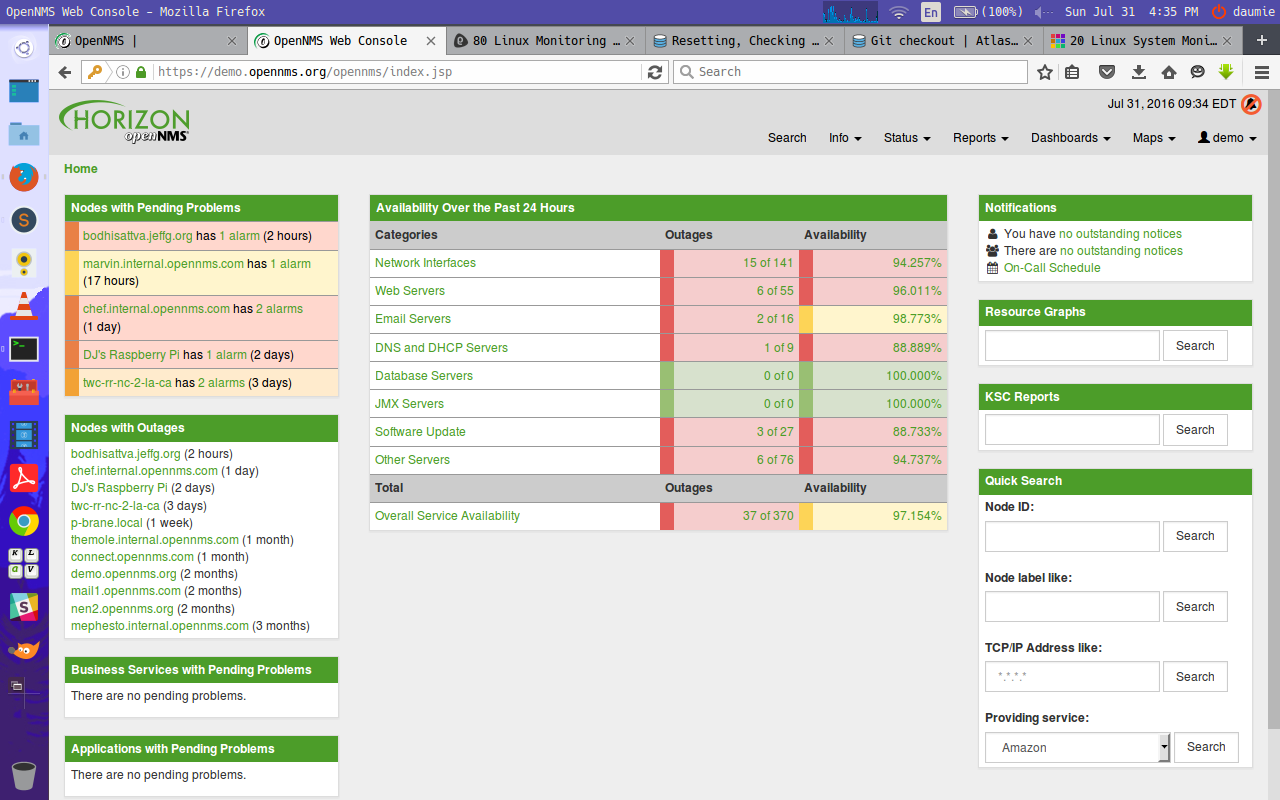 OpenNMS Web Console - Mozilla Firefox
En (100%) Sun Jul 31 4:35 PM daumie
OpenNMS |
OpenNMS Web Console
80 Linux Monitoring ...
Resetting, Checking ...
Git checkout | Atlas...
20 Linux System Moni...
https://demo.opennms.org/opennms/index.jsp
Search
HORIZON
openNMS
Jul 31, 2016 09:34 EDT
Search Info Status Reports Dashboards Maps demo
Home
Nodes with Pending Problems
bodhisattva.jeffg.org has 1 alarm (2 hours)
marvin.internal.opennms.com has 1 alarm
(17 hours)
chef.internal.opennms.com has 2 alarms
(1 day)
DJ's Raspberry Pi has 1 alarm (2 days)
twc-rr-nc-2-la-ca has 2 alarms (3 days)
Nodes with Outages
bodhisattva.jeffg.org (2 hours)
chef.internal.opennms.com (1 day)
DJ's Raspberry Pi (2 days)
twc-rr-nc-2-la-ca (3 days)
p-brane.local (1 week)
themole.internal.opennms.com (1 month)
connect.opennms.com (1 month)
demo.opennms.org (2 months)
mail1.opennms.com (2 months)
nen2.opennms.org (2 months)
mephesto.internal.opennms.com (3 months)
Business Services with Pending Problems
There are no pending problems.
Applications with Pending Problems
There are no pending problems.
Availability Over the Past 24 Hours
Categories Outages Availability
Network Interfaces 15 of 141 94.257%
Web Servers 6 of 55 96.011%
Email Servers 2 of 16 98.773%
DNS and DHCP Servers 1 of 9 88.889%
Database Servers 0 of 0 100.000%
JMX Servers 0 of 0 100.000%
Software Update 3 of 27 88.733%
Other Servers 6 of 76 94.737%
Total Outages Availability
Overall Service Availability 37 of 370 97.154%
Notifications
You have no outstanding notices
There are no outstanding notices
On-Call Schedule
Resource Graphs
Search
KSC Reports
Search
Quick Search
Node ID:
Search
Node label like:
Search
TCP/IP Address like:
*.*.*.* Search
Providing service:
Amazon Search